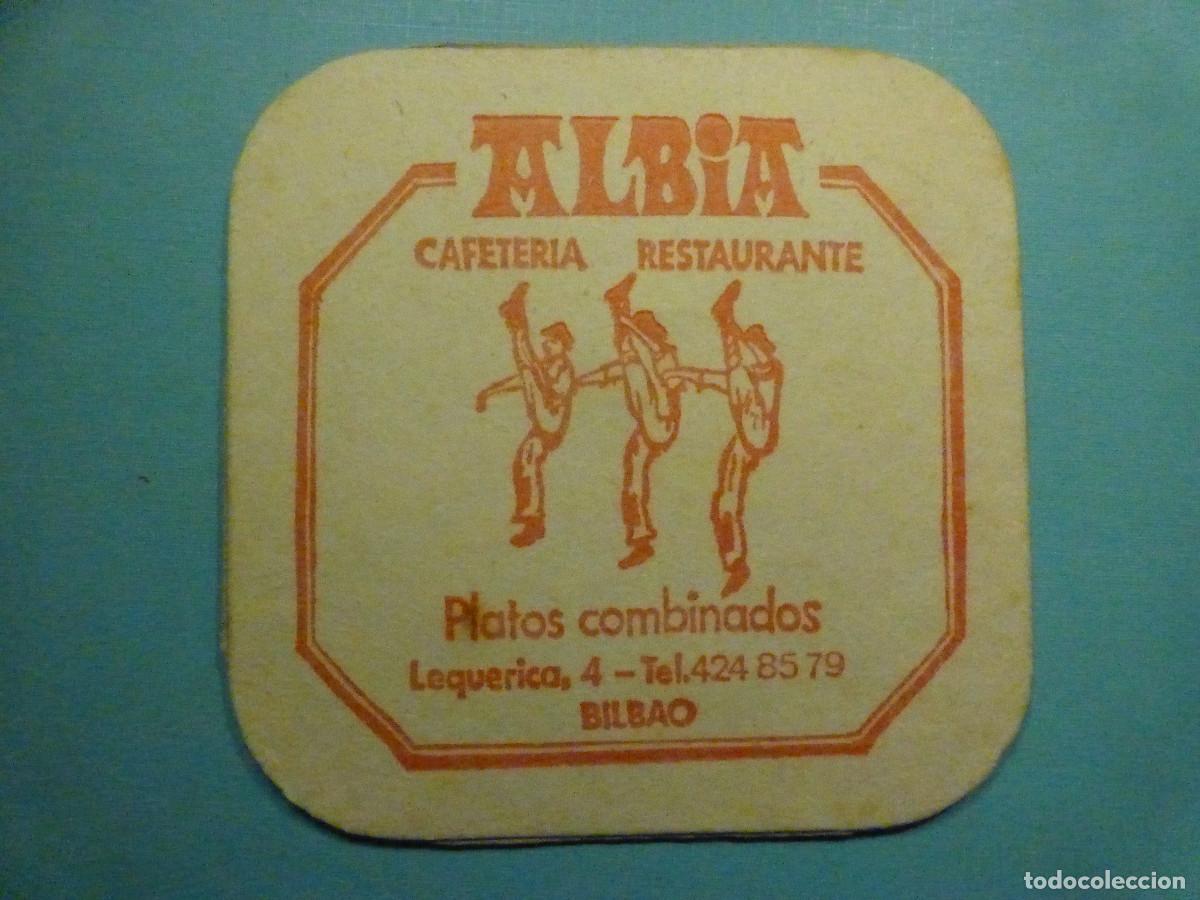 ALBiA
CAFETERIA RESTAURANTE
Platos combinados
Lequerica, 4 - Tel. 424 85 79
BILBAO
todocoleccion